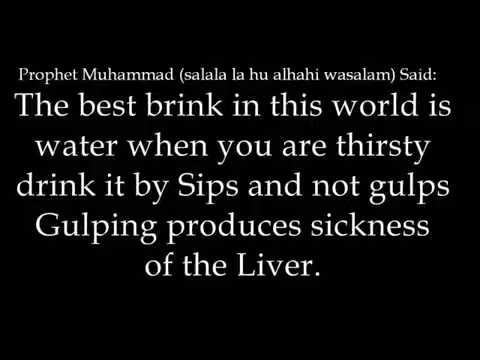 Prophet Muhammad (salala la hu alhahi wasalam) Said:
The best brink in this world is
water when you are thirsty
drink it by Sips and not gulps
Gulping produces sickness
of the Liver.